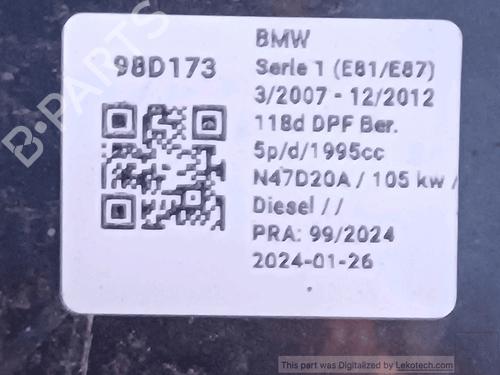 98D173
BMW
Serie 1 (E81/E87)
3/2007 - 12/2012
118d DPF Ber.
5p/d/1995cc
N47D20A / 105 kw /
Diesel / /
PRA: 99/2024
2024-01-26
This part was Digitalized by Lekotech.com